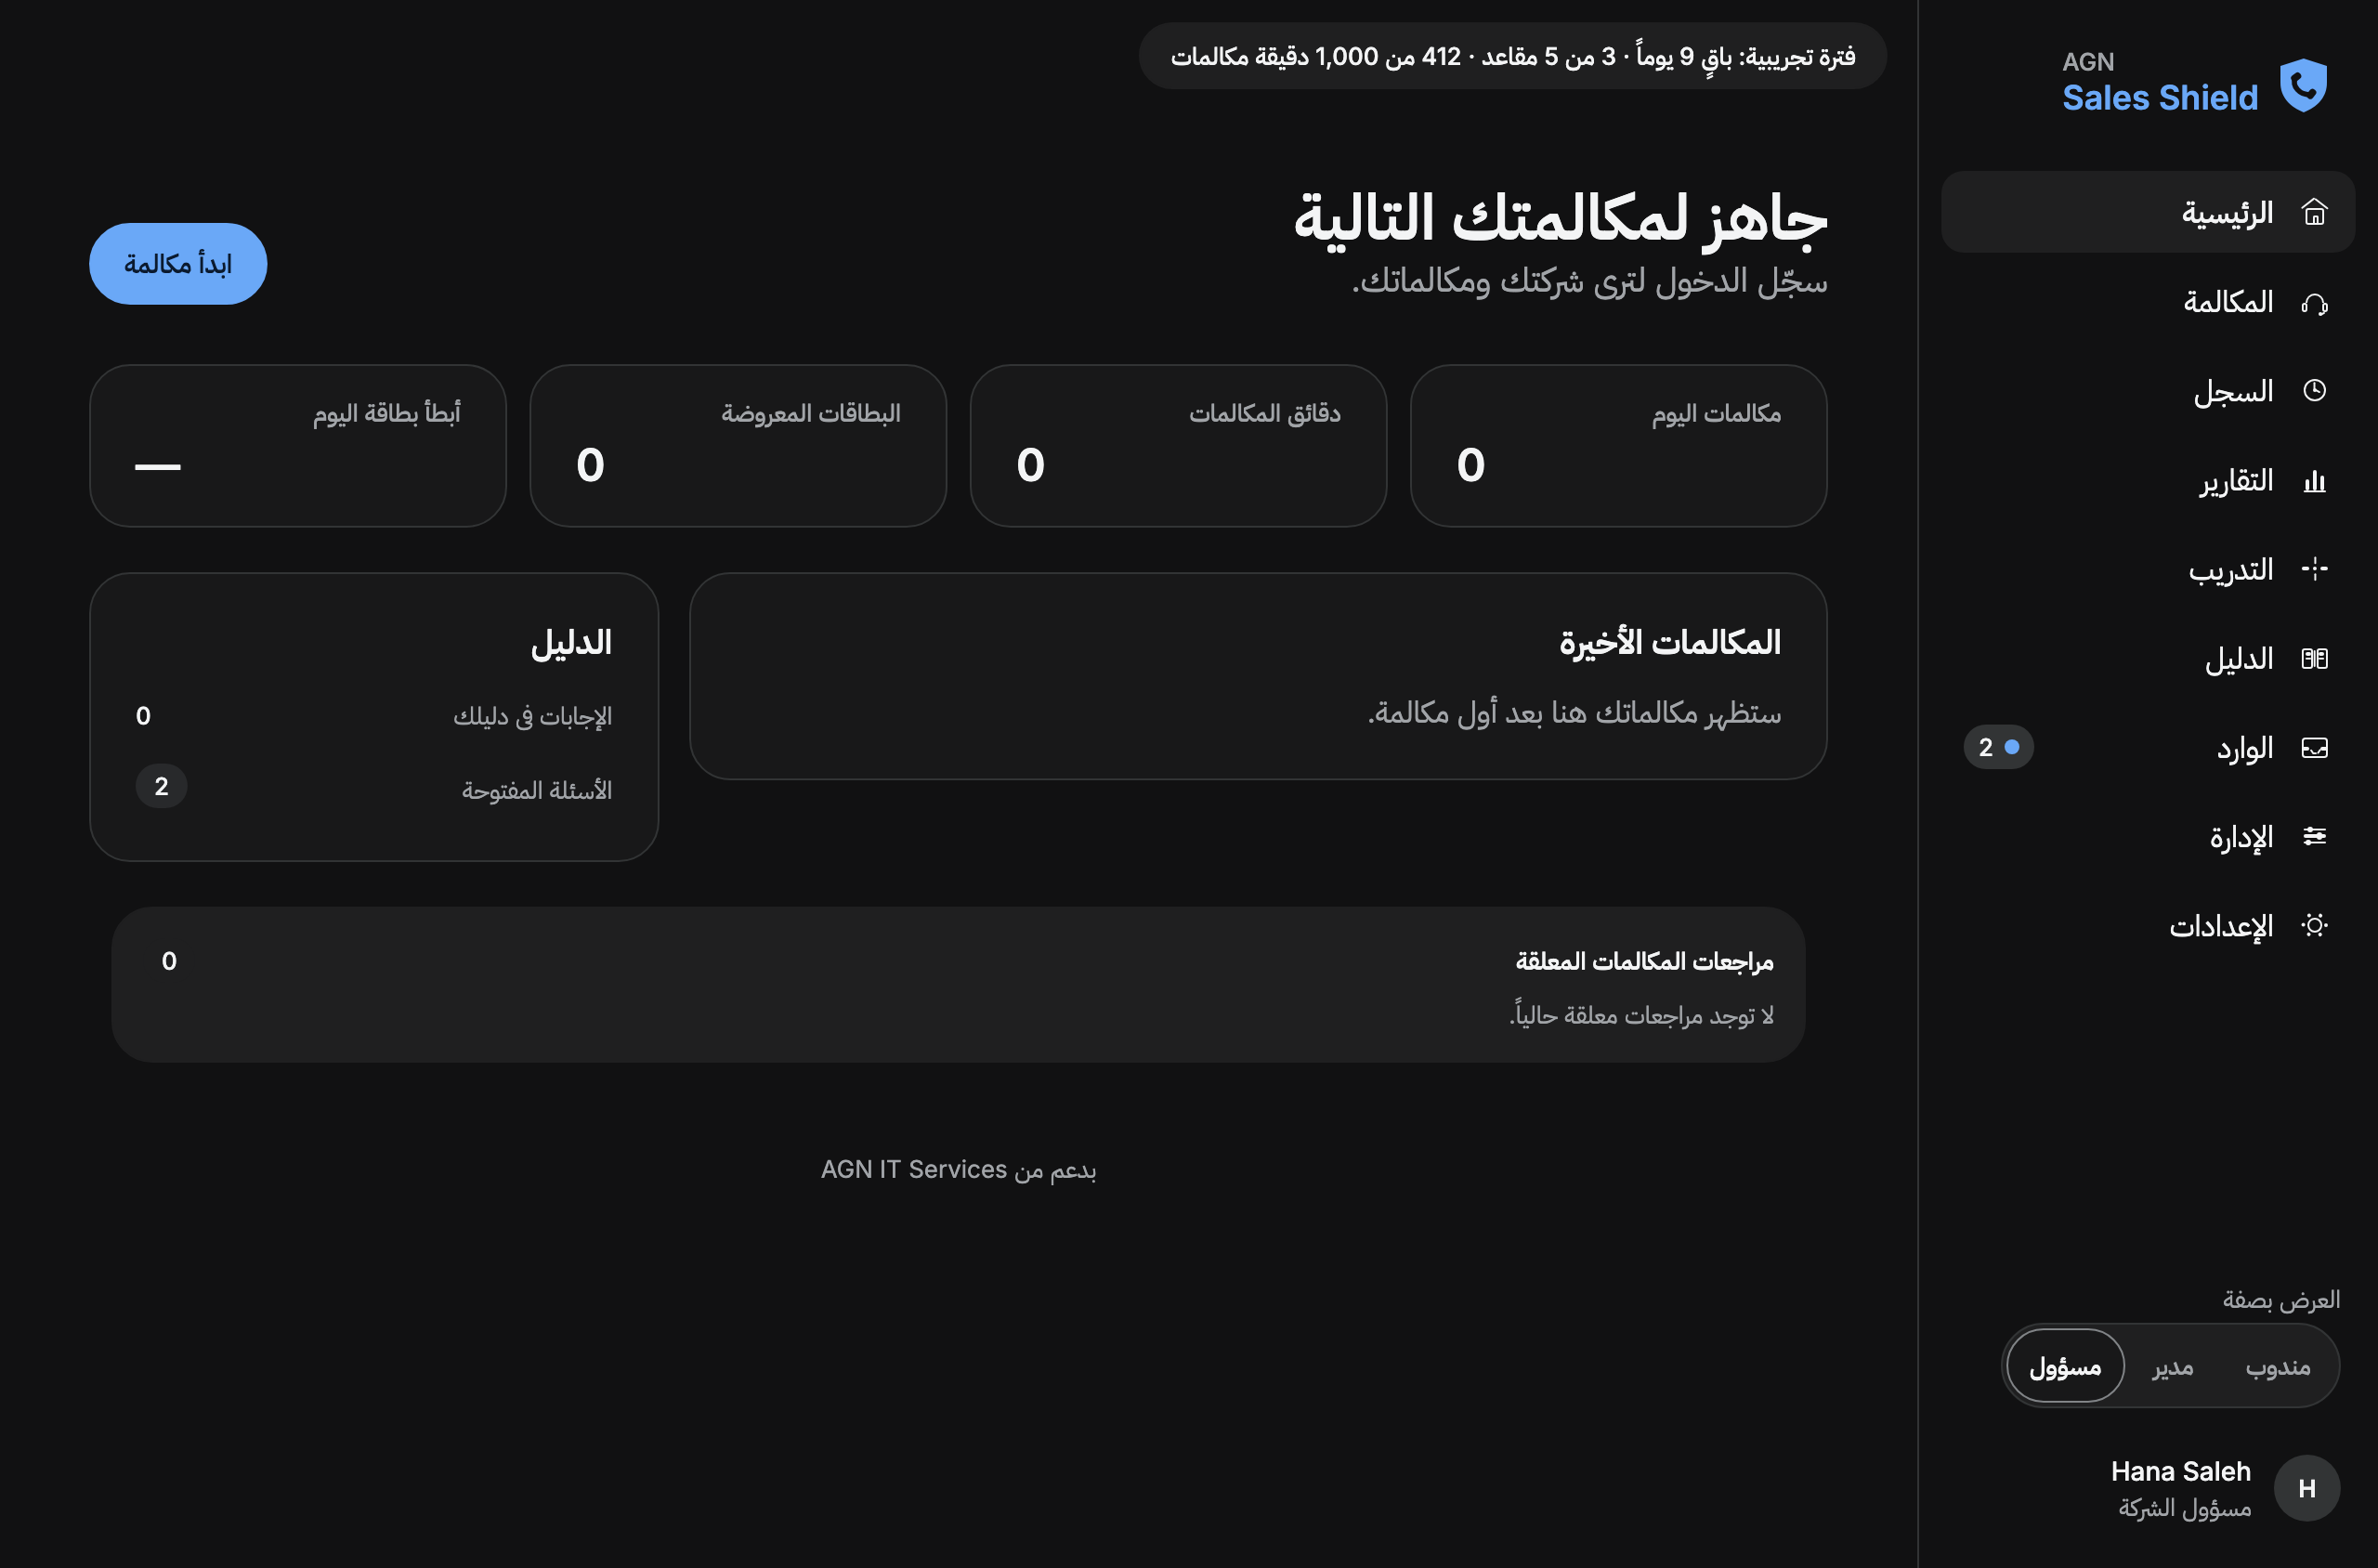 AGN
Sales Shield
الرئيسية
المكالمة
السجل
التقارير
التدريب
الدليل
الوارد
2
الإدارة
الإعدادات
العرض بصفة
مندوب
مدير
مسؤول
H
Hana Saleh
مسؤول الشركة
فترة تجريبية: باقٍ 9 يوماً · 3 من 5 مقاعد · 412 من 1,000 دقيقة مكالمات
جاهز لمكالمتك التالية
سجّل الدخول لترى شركتك ومكالماتك.
ابدأ مكالمة
مكالمات اليوم
0
دقائق المكالمات
0
البطاقات المعروضة
0
أبطأ بطاقة اليوم
—
المكالمات الأخيرة
ستظهر مكالماتك هنا بعد أول مكالمة.
الدليل
الإجابات في دليلك
0
الأسئلة المفتوحة
2
مراجعات المكالمات المعلقة
0
لا توجد مراجعات معلقة حالياً.
بدعم من AGN IT Services